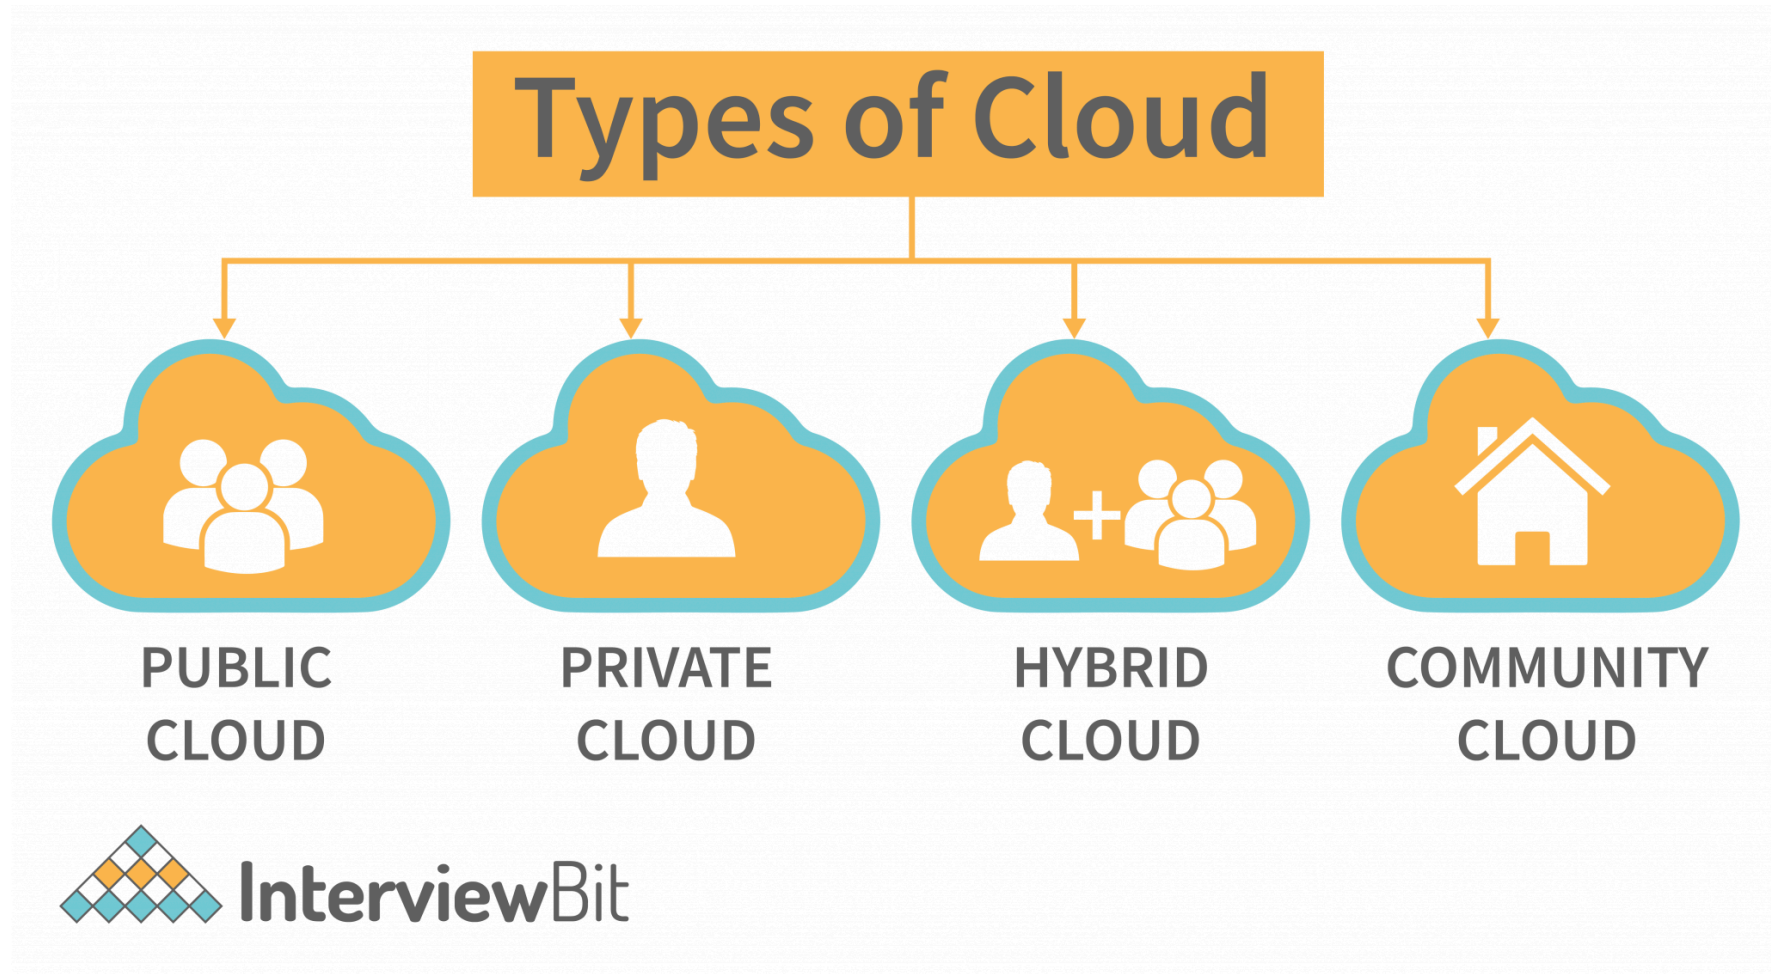 Types of Cloud
PUBLIC
CLOUD
PRIVATE
CLOUD
HYBRID
CLOUD
COMMUNITY
CLOUD
InterviewBit